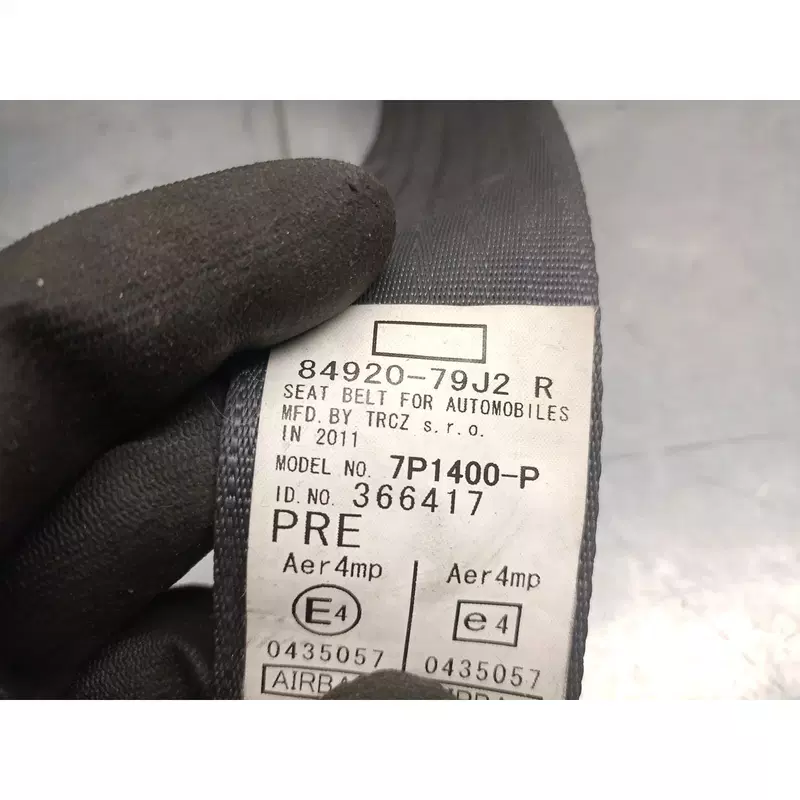 84920-79J2 R
SEAT BELT FOR AUTOMOBILES
MFD. BY TRCZ s.r.o.
IN 2011
MODEL NO. 7P1400-P
ID. NO. 366417
PRE
Aer4mp Aer4mp
E4 e4
0435057 0435057